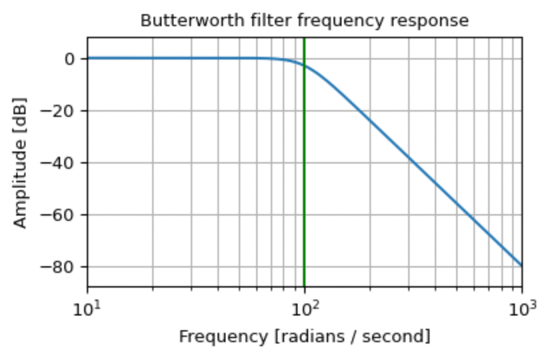 Butterworth filter frequency response
Amplitude [dB]
0
−20
−40
−60
−80
10¹ 10² 10³
Frequency [radians / second]